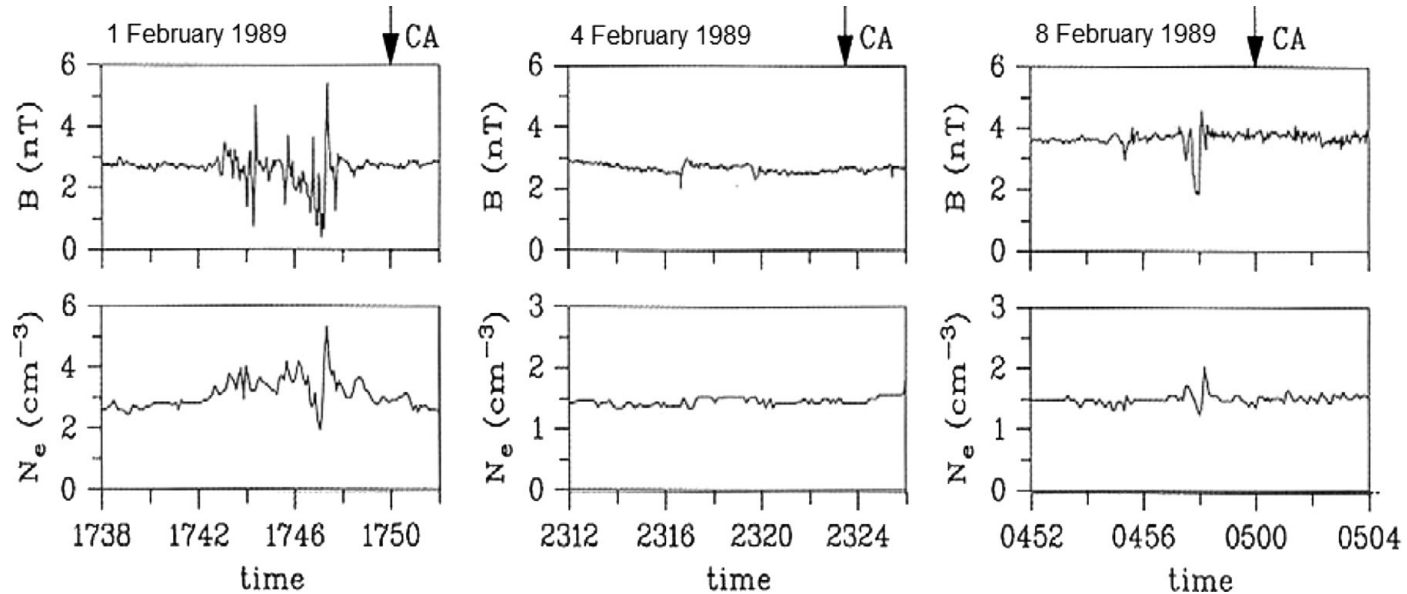 1 February 1989
CA
4 February 1989
CA
8 February 1989
CA
B (nT)
6
4
2
0
B (nT)
6
4
2
0
B (nT)
6
4
2
0
Ne (cm−3)
6
4
2
0
Ne (cm−3)
3
2
1
0
Ne (cm−3)
3
2
1
0
1738 1742 1746 1750
2312 2316 2320 2324
0452 0456 0500 0504
time
time
time